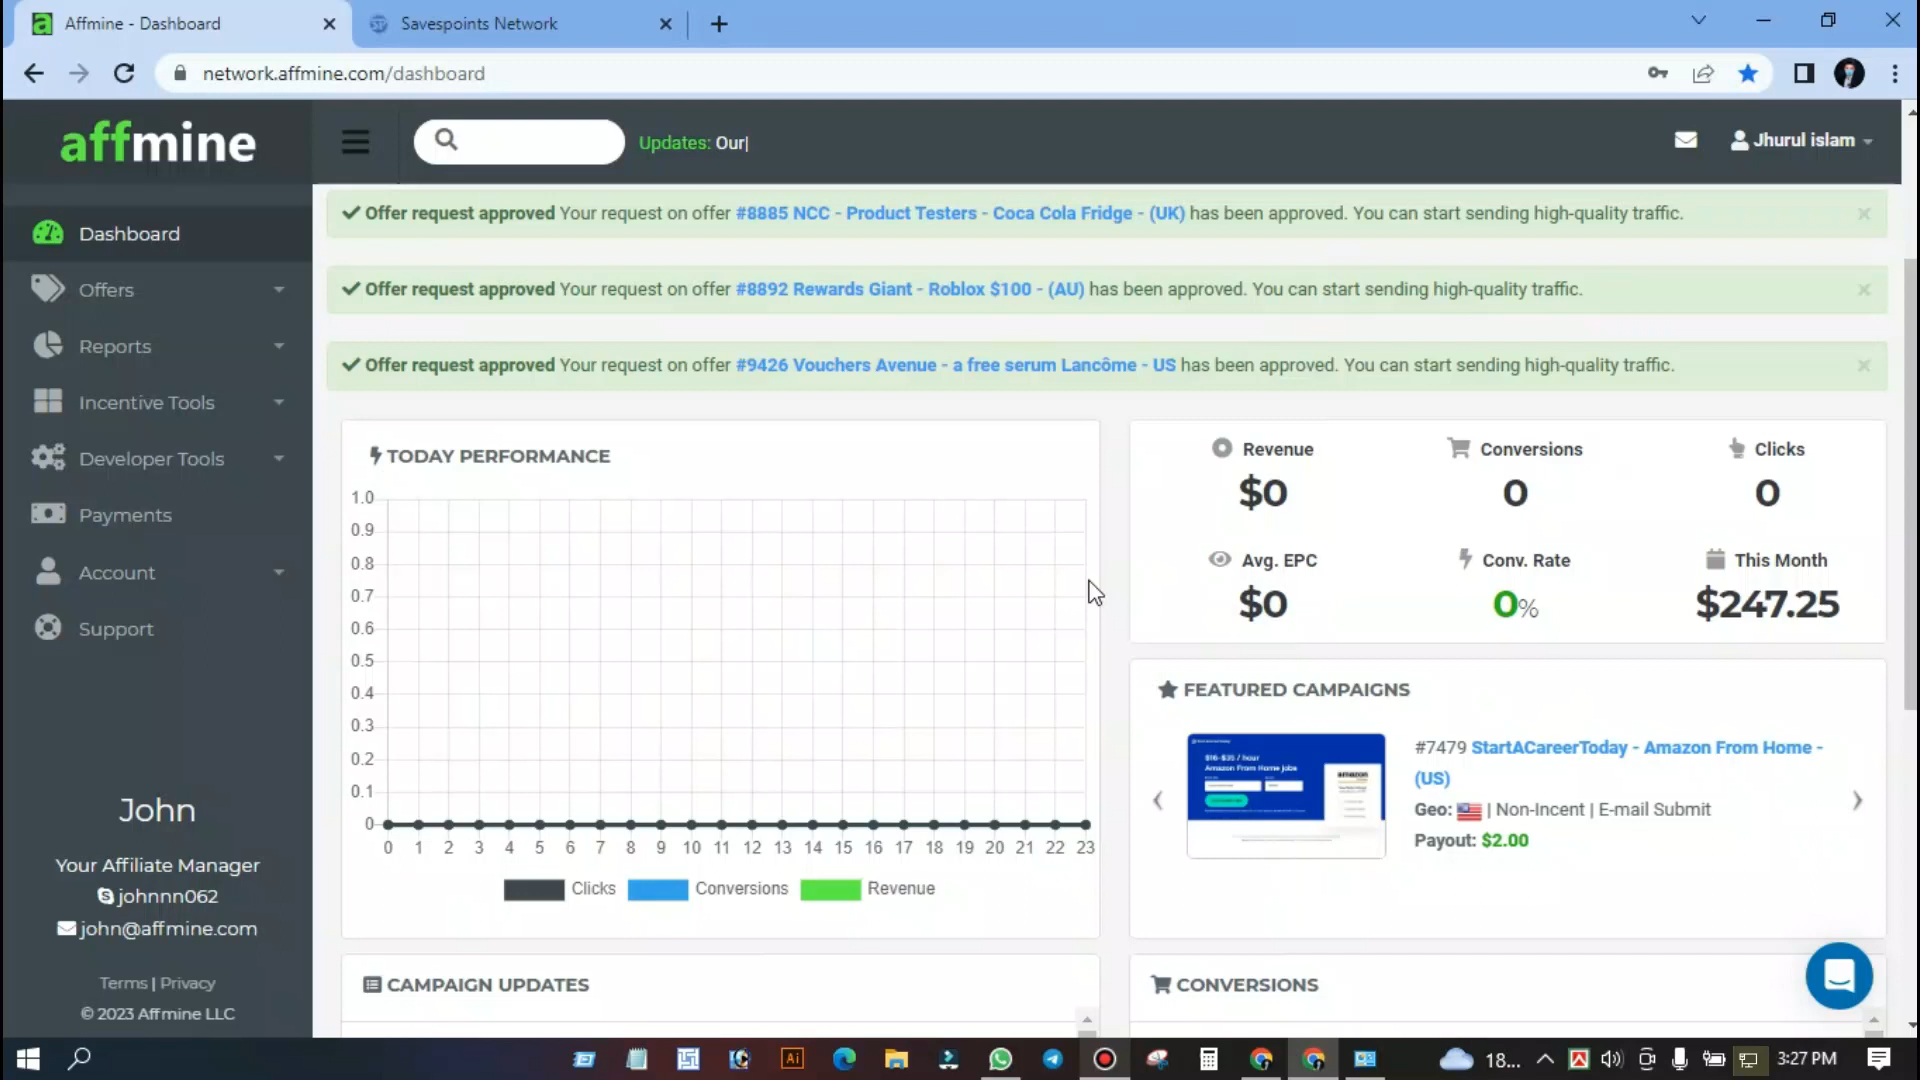 Affmine - Dashboard
Savespoints Network
network.affmine.com/dashboard
affmine
Updates: Our|
Jhurul islam
Dashboard
Offers
Reports
Incentive Tools
Developer Tools
Payments
Account
Support
John
Your Affiliate Manager
johnnn062
john@affmine.com
Terms | Privacy
© 2023 Affmine LLC
Offer request approved Your request on offer #8885 NCC - Product Testers - Coca Cola Fridge - (UK) has been approved. You can start sending high-quality traffic.
Offer request approved Your request on offer #8892 Rewards Giant - Roblox $100 - (AU) has been approved. You can start sending high-quality traffic.
Offer request approved Your request on offer #9426 Vouchers Avenue - a free serum Lancôme - US has been approved. You can start sending high-quality traffic.
TODAY PERFORMANCE
1.0
0.9
0.8
0.7
0.6
0.5
0.4
0.3
0.2
0.1
0
0 1 2 3 4 5 6 7 8 9 10 11 12 13 14 15 16 17 18 19 20 21 22 23
Clicks Conversions Revenue
Revenue Conversions Clicks
$0 0 0
Avg. EPC Conv. Rate This Month
$0 0% $247.25
FEATURED CAMPAIGNS
$16-$35 / hour
Amazon From Home jobs
amazon
#7479 StartACareerToday - Amazon From Home -
(US)
Geo: | Non-Incent | E-mail Submit
Payout: $2.00
CAMPAIGN UPDATES
CONVERSIONS
Ai
18...
3:27 PM